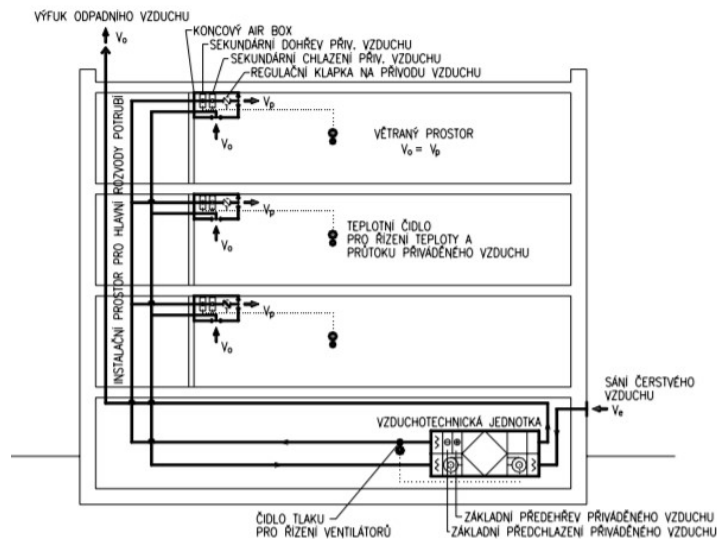 VÝFUK ODPADNÍHO VZDUCHU
Vo
KONCOVÝ AIR BOX
SEKUNDÁRNÍ DOHŘEV PŘIV. VZDUCHU
SEKUNDÁRNÍ CHLAZENÍ PŘIV. VZDUCHU
REGULAČNÍ KLAPKA NA PŘÍVODU VZDUCHU
INSTALAČNÍ PROSTOR PRO HLAVNÍ ROZVODY POTRUBÍ
Vp
Vo
VĚTRANÝ PROSTOR
Vo = Vp
Vp
Vo
TEPLOTNÍ ČIDLO
PRO ŘÍZENÍ TEPLOTY A
PRŮTOKU PŘIVÁDĚNÉHO VZDUCHU
Vp
Vo
SÁNÍ ČERSTVÉHO
VZDUCHU
Ve
VZDUCHOTECHNICKÁ JEDNOTKA
ČIDLO TLAKU
PRO ŘÍZENÍ VENTILÁTORŮ
ZÁKLADNÍ PŘEDEHŘEV PŘIVÁDĚNÉHO VZDUCHU
ZÁKLADNÍ PŘEDCHLAZENÍ PŘIVÁDĚNÉHO VZDUCHU